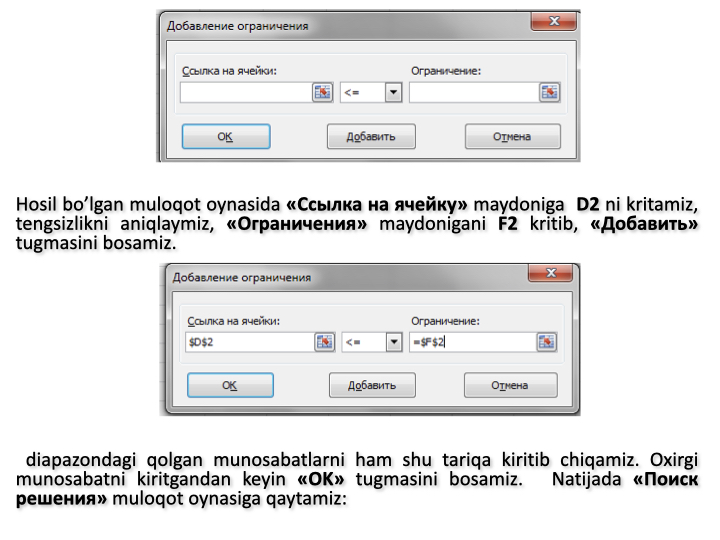 Добавление ограничения
Ссылка на ячейки:
Ограничение:
<=
ОК
Добавить
Отмена
Hosil bo’lgan muloqot oynasida «Ссылка на ячейку» maydoniga D2 ni kritamiz,
tengsizlikni aniqlaymiz, «Ограничения» maydonigani F2 kritib, «Добавить»
tugmasini bosamiz.
Добавление ограничения
Ссылка на ячейки:
Ограничение:
$D$2
<=
=$F$2
ОК
Добавить
Отмена
diapazondagi qolgan munosabatlarni ham shu tariqa kiritib chiqamiz. Oxirgi
munosabatni kiritgandan keyin «OK» tugmasini bosamiz. Natijada «Поиск
решения» muloqot oynasiga qaytamiz: